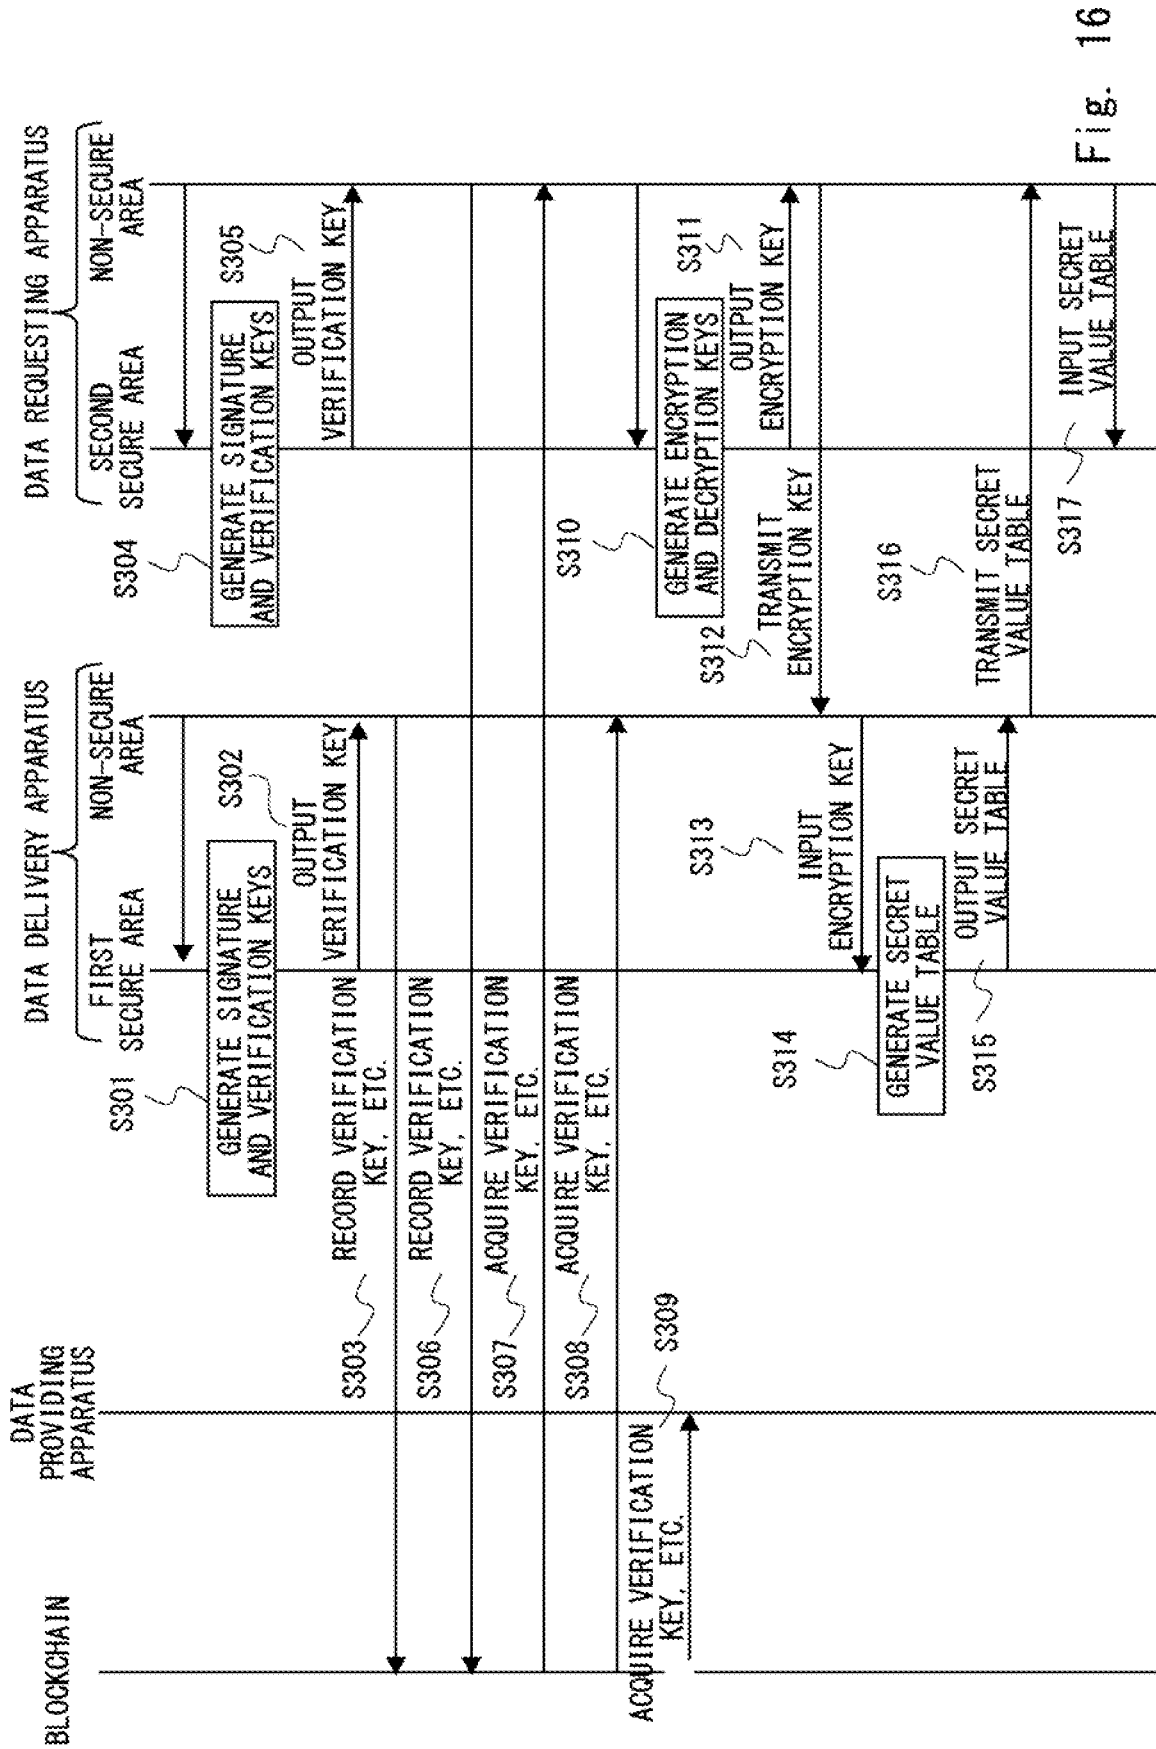 BLOCKCHAIN
DATA
PROVIDING
APPARATUS
DATA DELIVERY APPARATUS
FIRST
SECURE AREA
NON-SECURE
AREA
DATA REQUESTING APPARATUS
SECOND
SECURE AREA
NON-SECURE
AREA
S301
GENERATE SIGNATURE
AND VERIFICATION KEYS
S302
OUTPUT
VERIFICATION KEY
S303
RECORD VERIFICATION
KEY, ETC.
S304
GENERATE SIGNATURE
AND VERIFICATION KEYS
S305
OUTPUT
VERIFICATION KEY
S306
RECORD VERIFICATION
KEY, ETC.
S307
ACQUIRE VERIFICATION
KEY, ETC.
S308
ACQUIRE VERIFICATION
KEY, ETC.
S309
ACQUIRE VERIFICATION
KEY, ETC.
S310
GENERATE ENCRYPTION
AND DECRYPTION KEYS
S311
OUTPUT
ENCRYPTION KEY
S312
TRANSMIT
ENCRYPTION KEY
S313
INPUT
ENCRYPTION KEY
S314
GENERATE SECRET
VALUE TABLE
S315
OUTPUT SECRET
VALUE TABLE
S316
TRANSMIT SECRET
VALUE TABLE
S317
INPUT SECRET
VALUE TABLE
Fig. 16